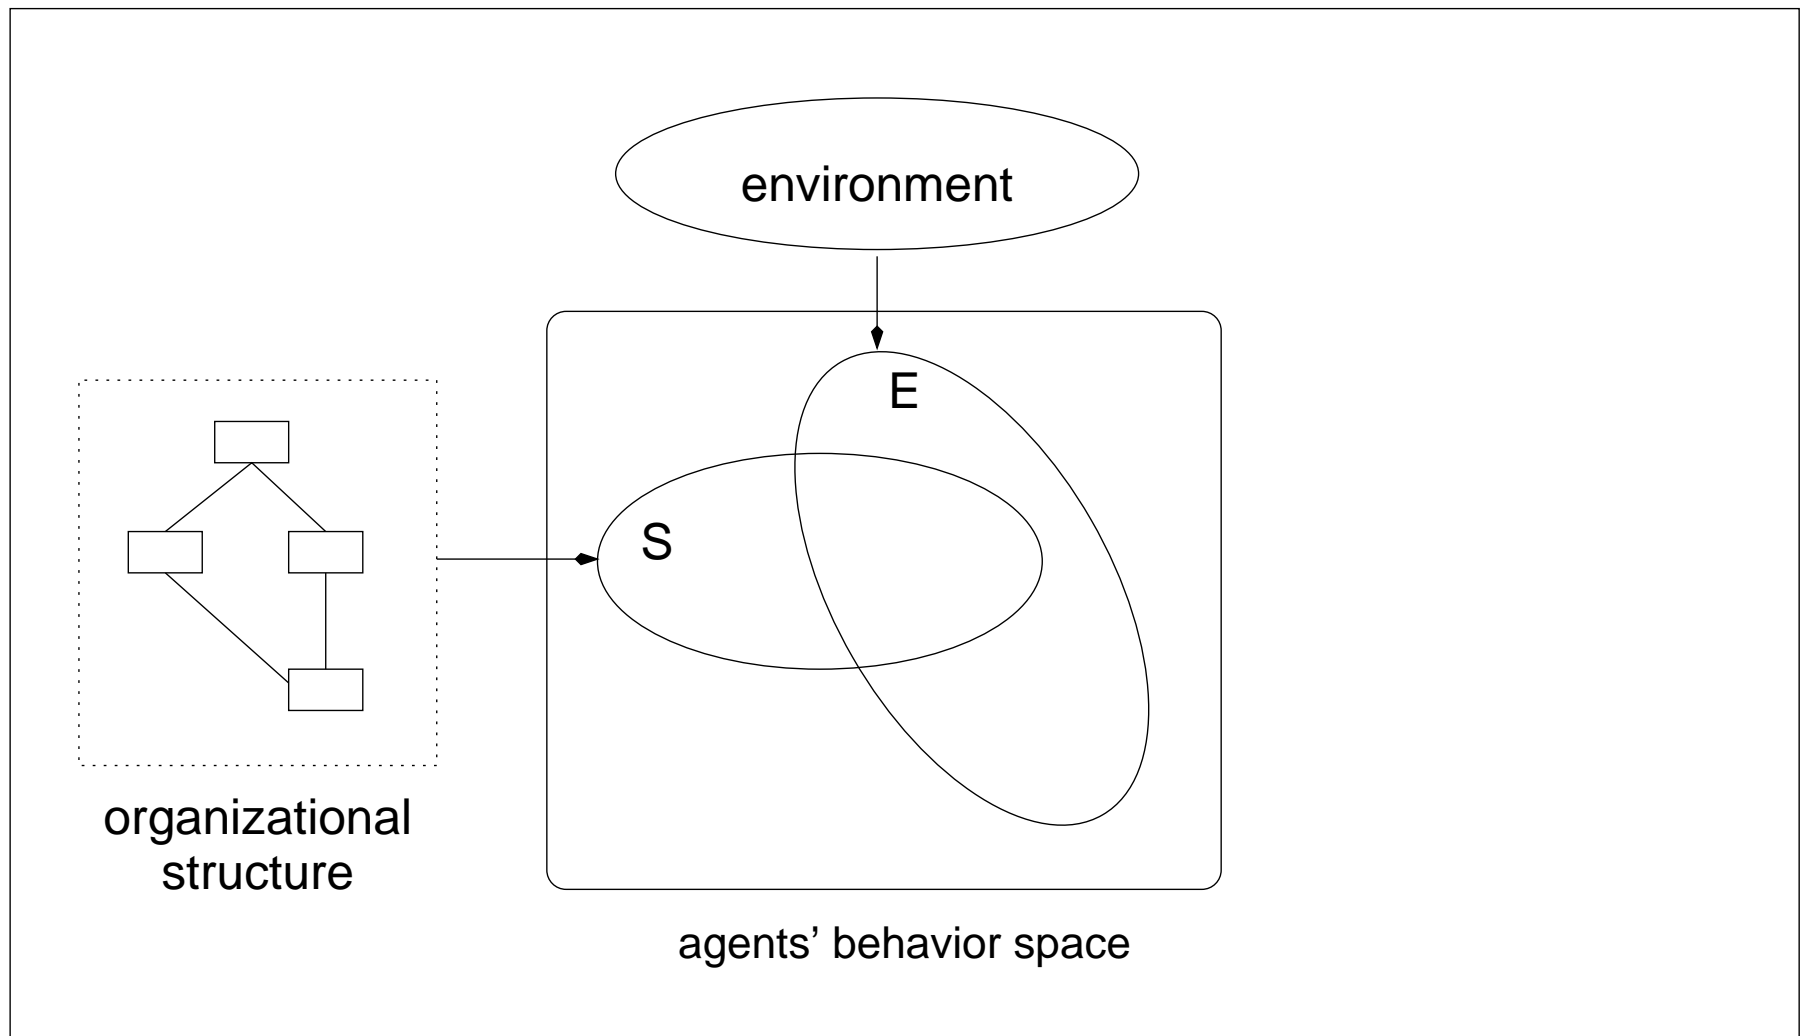 environment
E
S
organizational
structure
agents’ behavior space